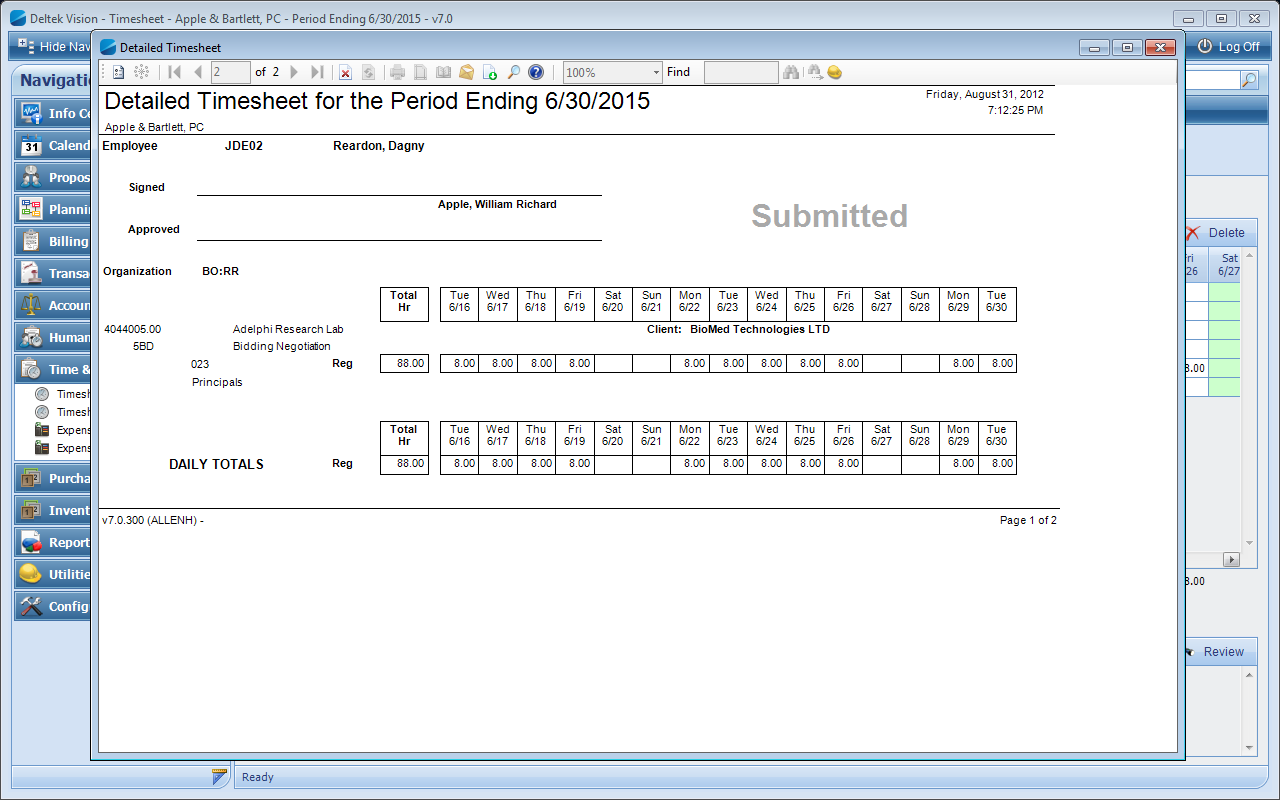 Deltek Vision - Timesheet - Apple & Bartlett, PC - Period Ending 6/30/2015 - v7.0
Hide Nav
Log Off
Detailed Timesheet
2 of 2 100% Find
Detailed Timesheet for the Period Ending 6/30/2015
Friday, August 31, 2012
7:12:25 PM
Apple & Bartlett, PC
Employee JDE02 Reardon, Dagny
Signed
Apple, William Richard
Submitted
Approved
Organization BO:RR
Total Tue Wed Thu Fri Sat Sun Mon Tue Wed Thu Fri Sat Sun Mon Tue
Hr 6/16 6/17 6/18 6/19 6/20 6/21 6/22 6/23 6/24 6/25 6/26 6/27 6/28 6/29 6/30
4044005.00 Adelphi Research Lab Client: BioMed Technologies LTD
5BD Bidding Negotiation
023 Reg 88.00 8.00 8.00 8.00 8.00 8.00 8.00 8.00 8.00 8.00 8.00 8.00
Principals
Total Tue Wed Thu Fri Sat Sun Mon Tue Wed Thu Fri Sat Sun Mon Tue
Hr 6/16 6/17 6/18 6/19 6/20 6/21 6/22 6/23 6/24 6/25 6/26 6/27 6/28 6/29 6/30
DAILY TOTALS Reg 88.00 8.00 8.00 8.00 8.00 8.00 8.00 8.00 8.00 8.00 8.00 8.00
v7.0.300 (ALLENH) - Page 1 of 2
Navigati
Info Co
31 Calend
Propos
Planni
Billing
Transa
Accoun
Human
Time &
Timesh
Timesh
Expens
Expens
Purcha
Invent
Report
Utilitie
Config
Delete
ri Sat
26 6/27
8.00
8.00
Review
Ready